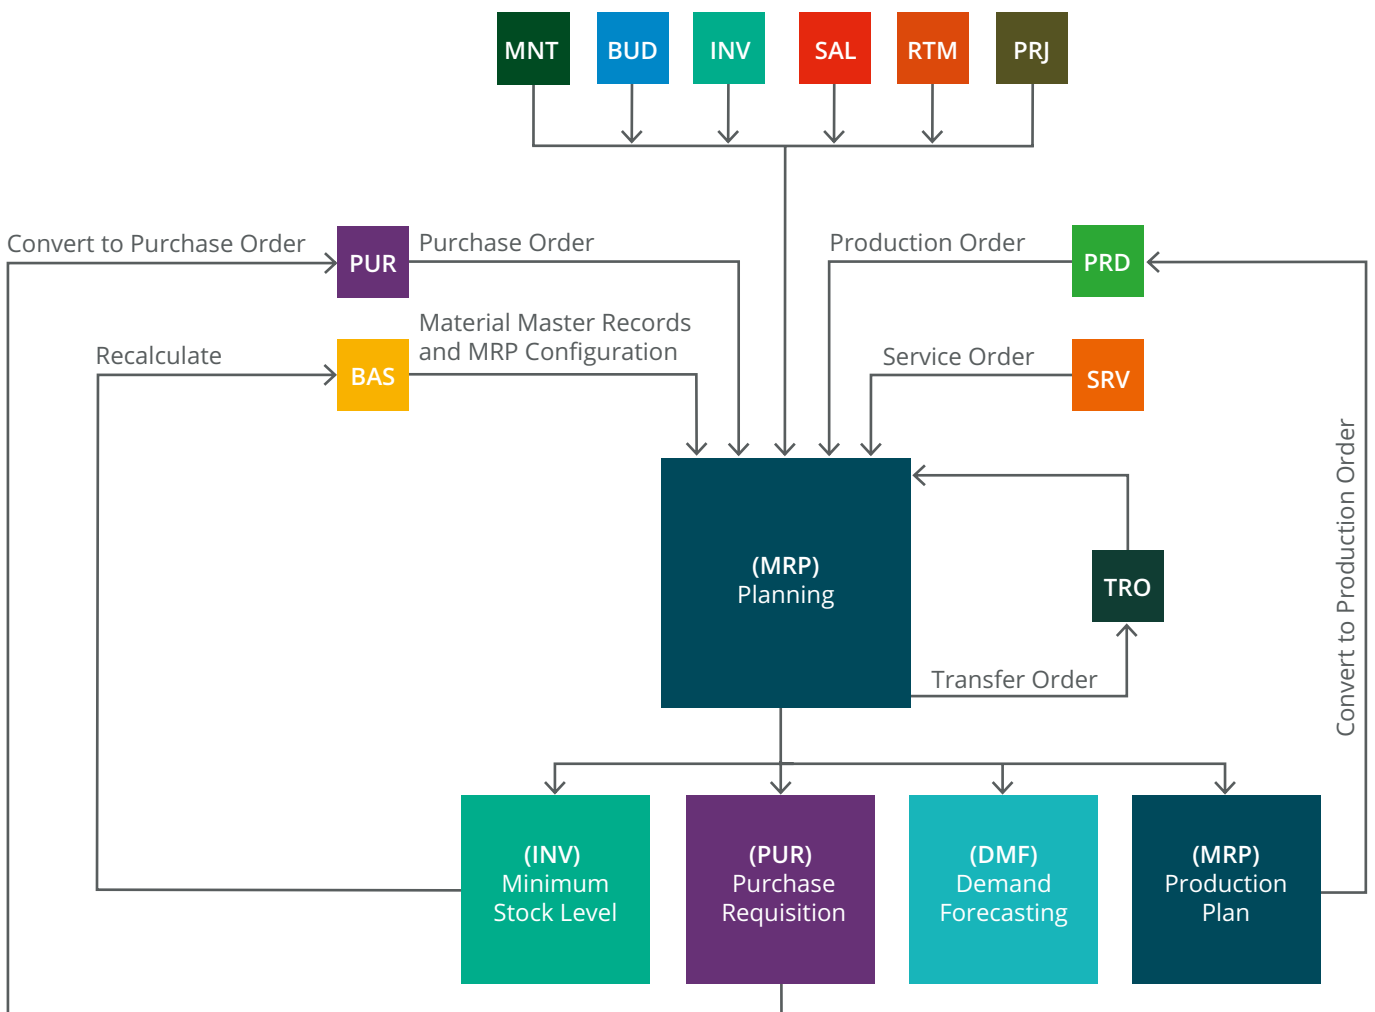 MNT
BUD
INV
SAL
RTM
PRJ
Convert to Purchase Order
PUR
Purchase Order
Production Order
PRD
Material Master Records
and MRP Configuration
Recalculate
BAS
Service Order
SRV
Convert to Production Order
(MRP)
Planning
TRO
Transfer Order
(INV)
Minimum
Stock Level
(PUR)
Purchase
Requisition
(DMF)
Demand
Forecasting
(MRP)
Production
Plan